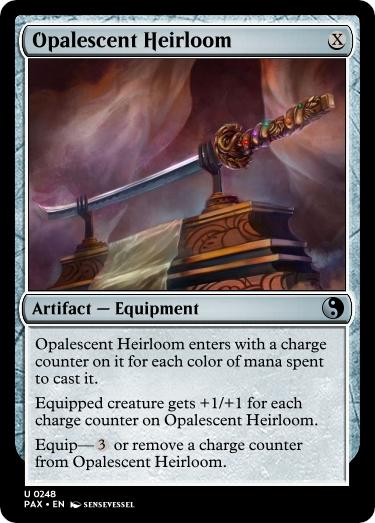 Opalescent Heirloom X
Artifact — Equipment
Opalescent Heirloom enters with a charge
counter on it for each color of mana spent
to cast it.
Equipped creature gets +1/+1 for each
charge counter on Opalescent Heirloom.
Equip—3 or remove a charge counter
from Opalescent Heirloom.
U 0248
PAX • EN SENSEVESSEL